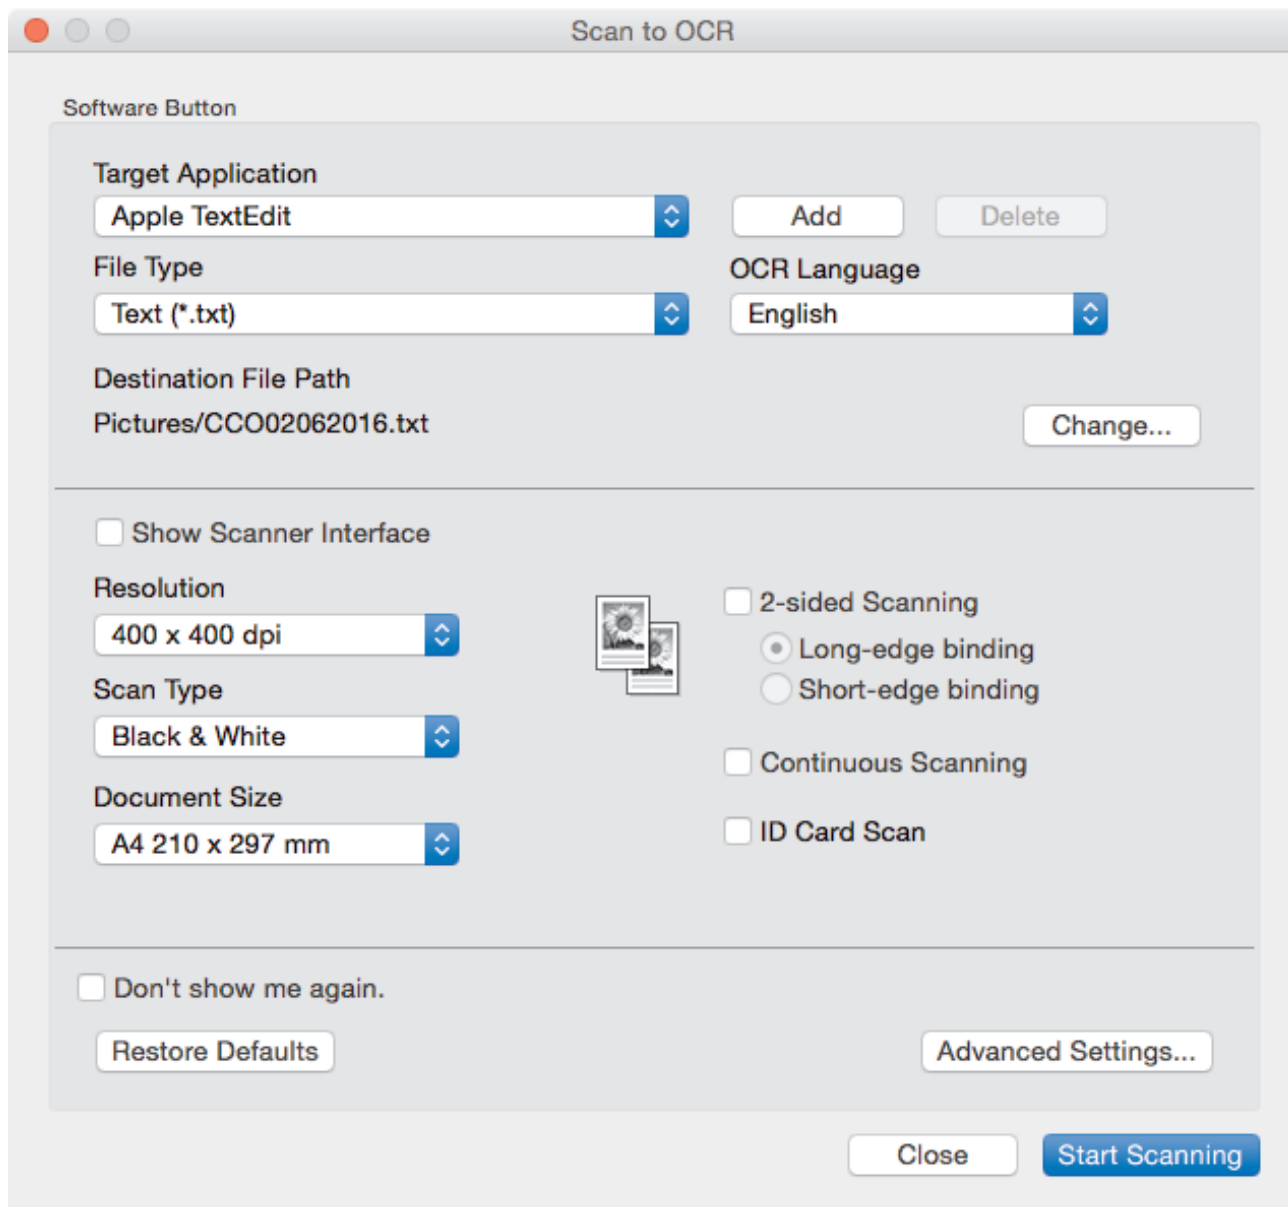 Scan to OCR
Software Button
Target Application
Apple TextEdit
Add
Delete
File Type
OCR Language
Text (*.txt)
English
Destination File Path
Pictures/CCO02062016.txt
Change...
Show Scanner Interface
Resolution
400 x 400 dpi
2-sided Scanning
Long-edge binding
Short-edge binding
Scan Type
Black & White
Continuous Scanning
Document Size
A4 210 x 297 mm
ID Card Scan
Don't show me again.
Restore Defaults
Advanced Settings...
Close
Start Scanning